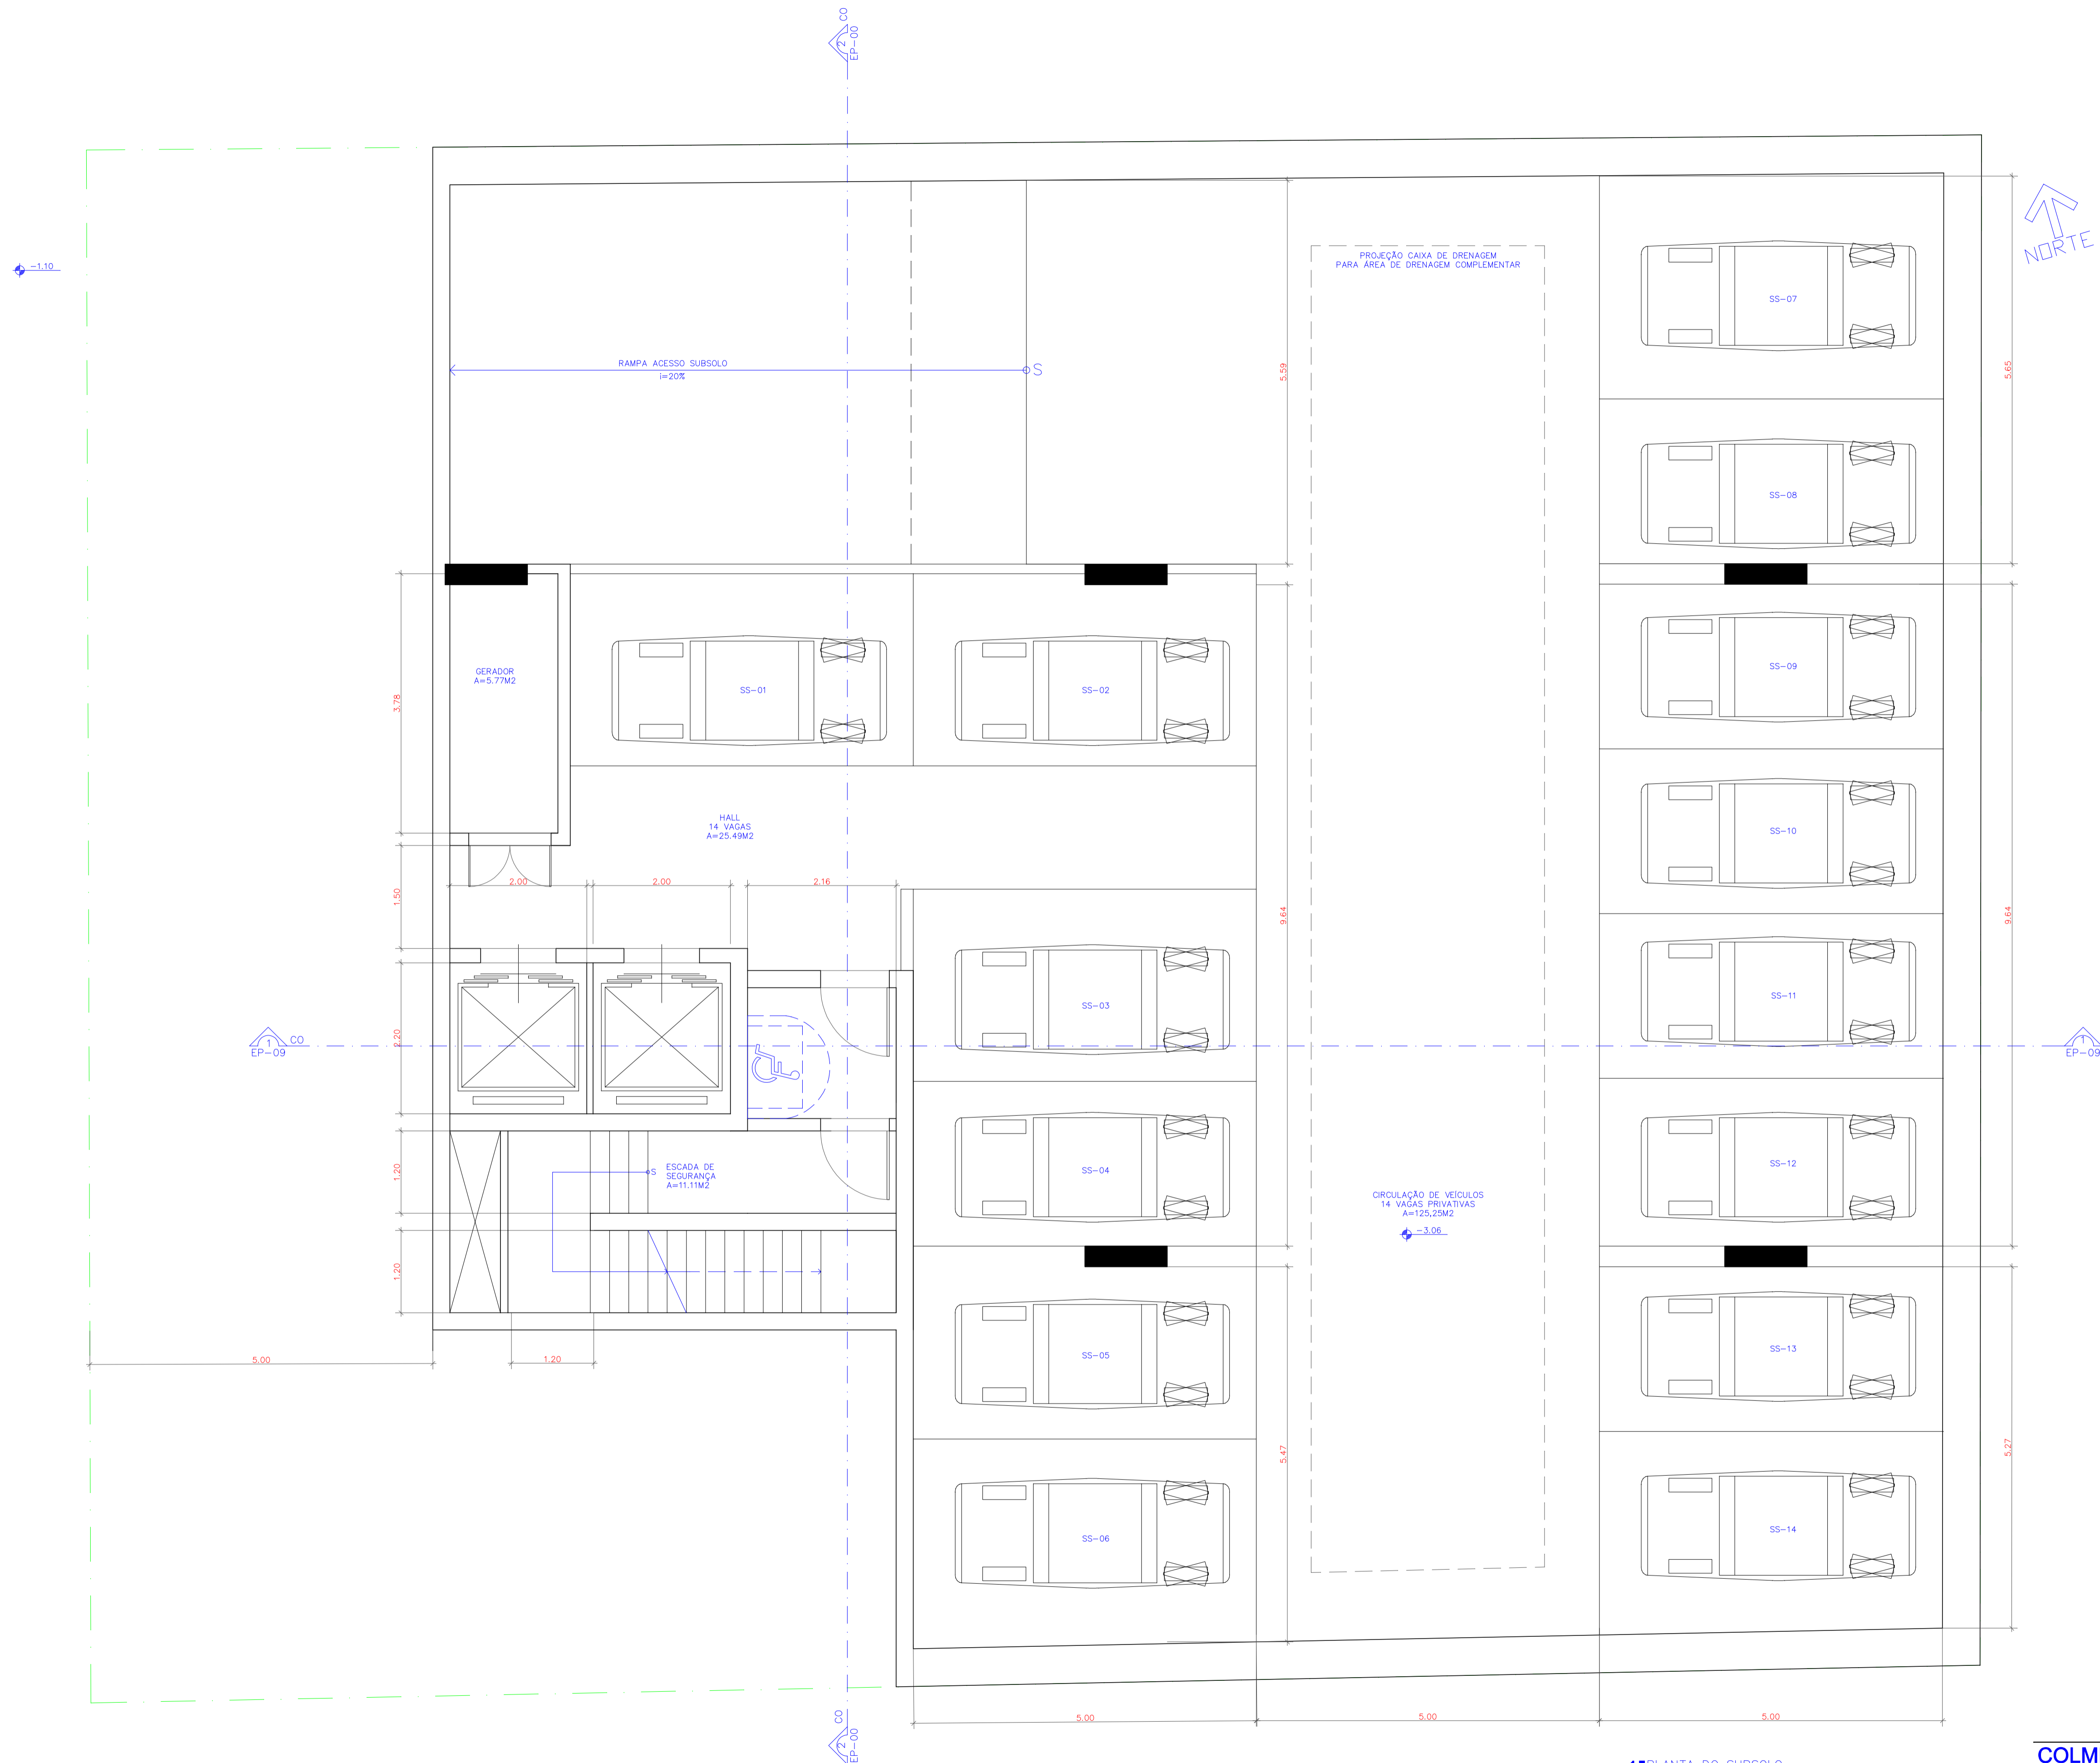 CO
2
EP-00
-1.10
NORTE
PROJEÇÃO CAIXA DE DRENAGEM
PARA ÁREA DE DRENAGEM COMPLEMENTAR
SS-07
RAMPA ACESSO SUBSOLO
i=20%
S
5.59
5.65
SS-08
GERADOR
A=5.77M2
SS-01
SS-02
SS-09
3.78
HALL
14 VAGAS
A=25.49M2
SS-10
2.00
2.00
2.16
1.50
9.64
9.64
SS-03
SS-11
2.20
1
CO
EP-09
1
EP-09
1.20
S
ESCADA DE
SEGURANÇA
A=11.11M2
SS-04
SS-12
CIRCULAÇÃO DE VEÍCULOS
14 VAGAS PRIVATIVAS
A=125,25M2
-3.06
1.20
5.00
1.20
SS-05
SS-13
5.47
5.27
SS-06
SS-14
5.00
5.00
5.00
CO
2
EP-00
PLANTA DO SUBSOLO
COLM